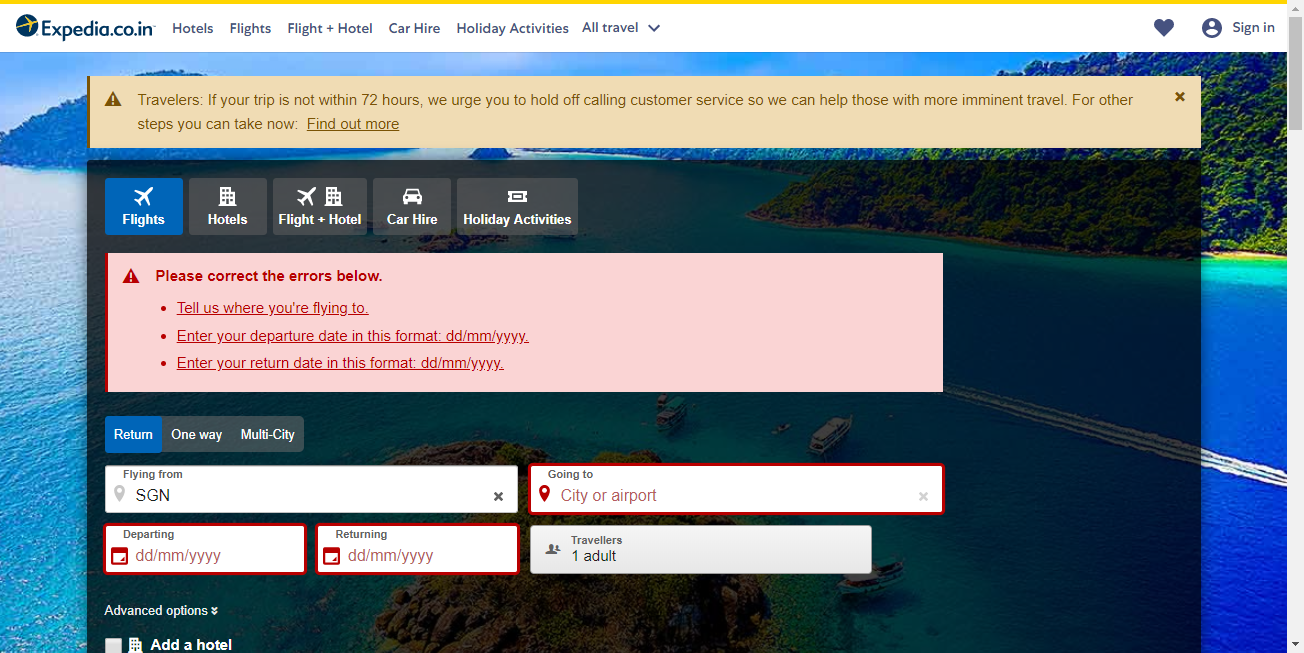 Expedia.co.in
Hotels
Flights
Flight + Hotel
Car Hire
Holiday Activities
All travel
Sign in
Travelers: If your trip is not within 72 hours, we urge you to hold off calling customer service so we can help those with more imminent travel. For other
steps you can take now: Find out more
Flights
Hotels
Flight + Hotel
Car Hire
Holiday Activities
Please correct the errors below.
Tell us where you're flying to.
Enter your departure date in this format: dd/mm/yyyy.
Enter your return date in this format: dd/mm/yyyy.
Return
One way
Multi-City
Flying from
SGN
Going to
City or airport
Departing
dd/mm/yyyy
Returning
dd/mm/yyyy
Travellers
1 adult
Advanced options
Add a hotel